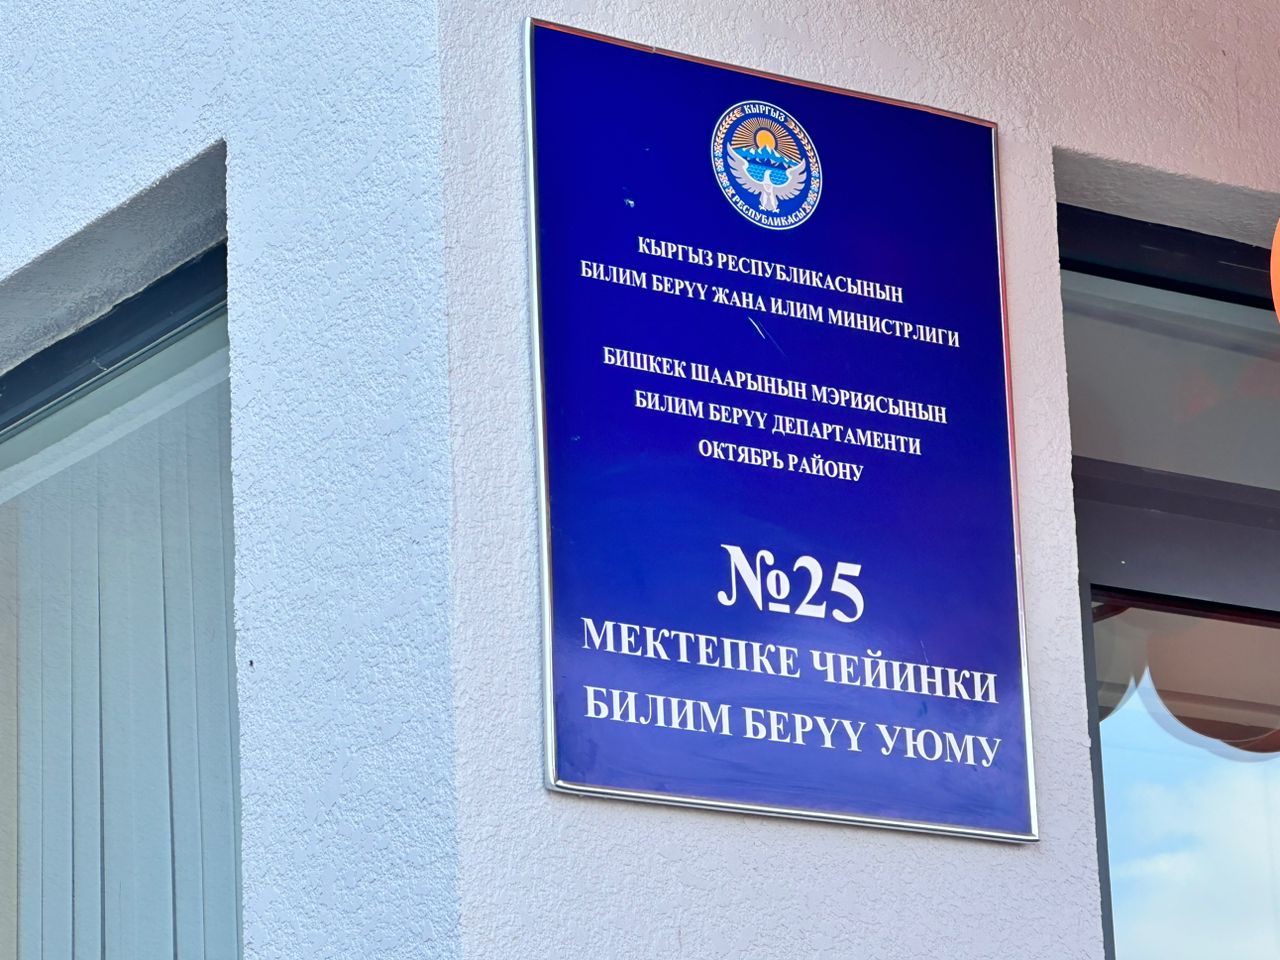 КЫРГЫЗ
РЕСПУБЛИКАСЫ
КЫРГЫЗ РЕСПУБЛИКАСЫНЫН
БИЛИМ БЕРҮҮ ЖАНА ИЛИМ МИНИСТРЛИГИ
БИШКЕК ШААРЫНЫН МЭРИЯСЫНЫН
БИЛИМ БЕРҮҮ ДЕПАРТАМЕНТИ
ОКТЯБРЬ РАЙОНУ
№25
МЕКТЕПКЕ ЧЕЙИНКИ
БИЛИМ БЕРҮҮ УЮМУ